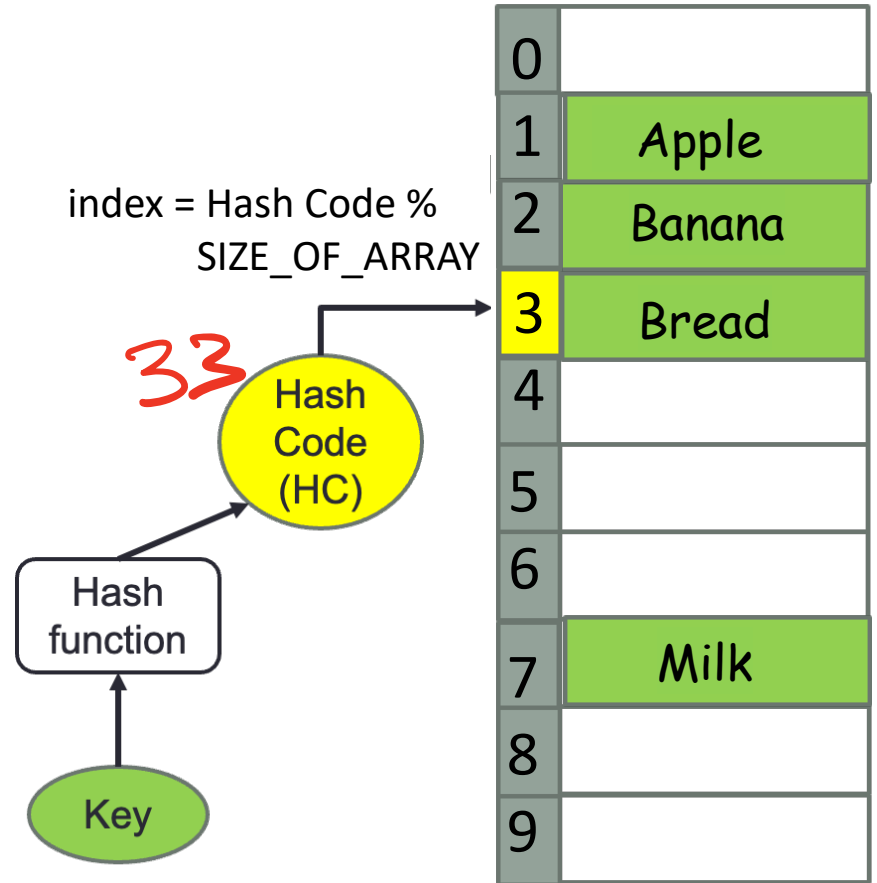 index = Hash Code %
SIZE_OF_ARRAY
33
Hash
Code
(HC)
Hash
function
Key
0
1 Apple
2 Banana
3 Bread
4
5
6
7 Milk
8
9